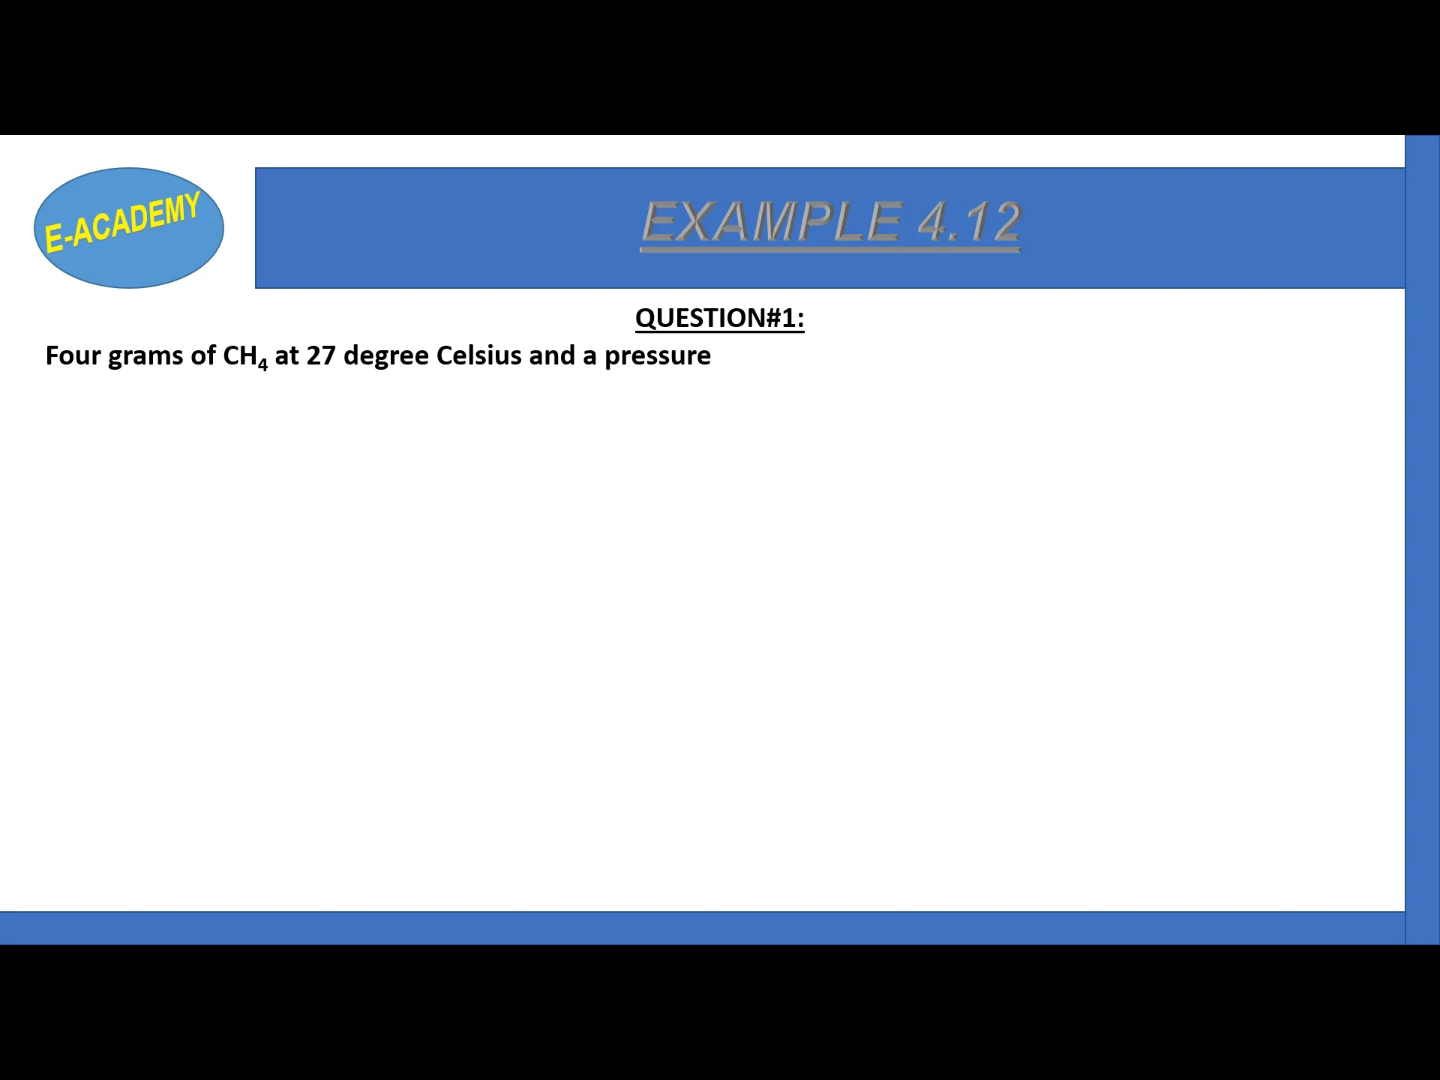 E-ACADEMY
EXAMPLE 4.12
QUESTION#1:
Four grams of CH₄ at 27 degree Celsius and a pressure